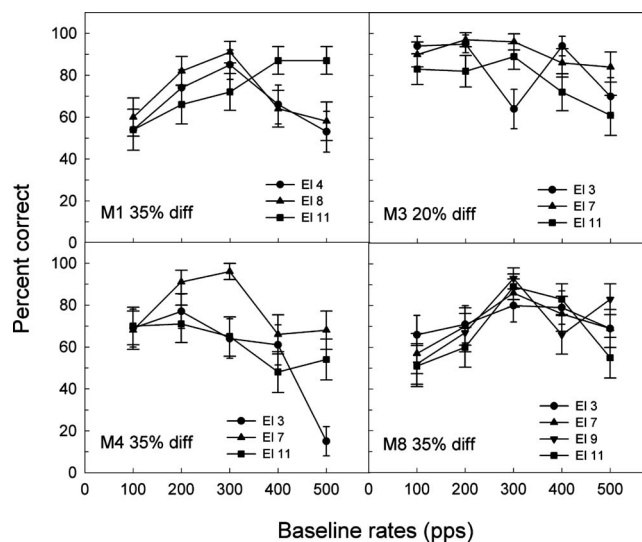 100
80
60
40
20
0
El 4
El 8
El 11
M1 35% diff
El 3
El 7
El 11
M3 20% diff
Percent correct
100
80
60
40
20
0
El 3
El 7
El 11
M4 35% diff
El 3
El 7
El 9
El 11
M8 35% diff
0 100 200 300 400 500 0 100 200 300 400 500
Baseline rates (pps)